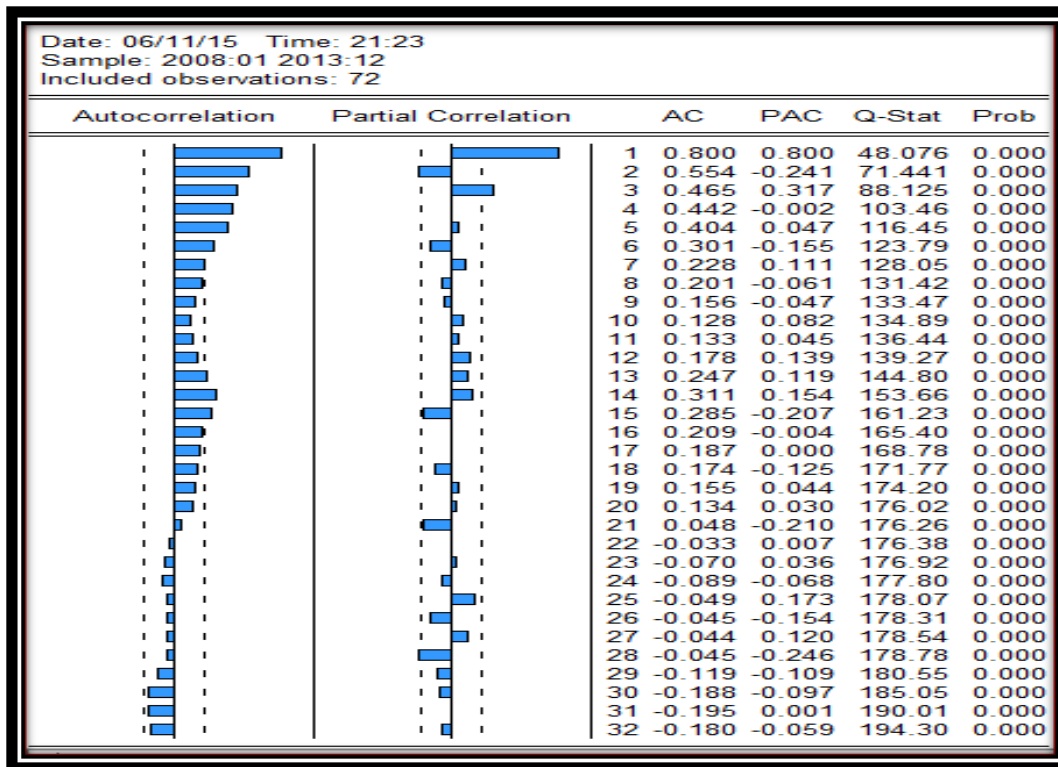 Date: 06/11/15 Time: 21:23
Sample: 2008:01 2013:12
Included observations: 72
Autocorrelation Partial Correlation AC PAC Q-Stat Prob
1 0.800 0.800 48.076 0.000
2 0.554 -0.241 71.441 0.000
3 0.465 0.317 88.125 0.000
4 0.442 -0.002 103.46 0.000
5 0.404 0.047 116.45 0.000
6 0.301 -0.155 123.79 0.000
7 0.228 0.111 128.05 0.000
8 0.201 -0.061 131.42 0.000
9 0.156 -0.047 133.47 0.000
10 0.128 0.082 134.89 0.000
11 0.133 0.045 136.44 0.000
12 0.178 0.139 139.27 0.000
13 0.247 0.119 144.80 0.000
14 0.311 0.154 153.66 0.000
15 0.285 -0.207 161.23 0.000
16 0.209 -0.004 165.40 0.000
17 0.187 0.000 168.78 0.000
18 0.174 -0.125 171.77 0.000
19 0.155 0.044 174.20 0.000
20 0.134 0.030 176.02 0.000
21 0.048 -0.210 176.26 0.000
22 -0.033 0.007 176.38 0.000
23 -0.070 0.036 176.92 0.000
24 -0.089 -0.068 177.80 0.000
25 -0.049 0.173 178.07 0.000
26 -0.045 -0.154 178.31 0.000
27 -0.044 0.120 178.54 0.000
28 -0.045 -0.246 178.78 0.000
29 -0.119 -0.109 180.55 0.000
30 -0.188 -0.097 185.05 0.000
31 -0.195 0.001 190.01 0.000
32 -0.180 -0.059 194.30 0.000